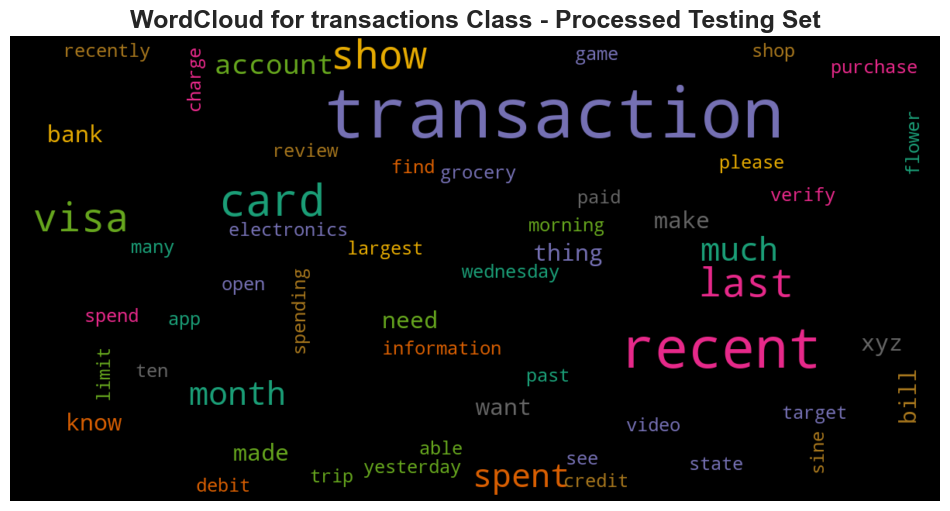 WordCloud for transactions Class - Processed Testing Set
recently
charge
account
show
game
shop
purchase
bank
transaction
flower
review
find
grocery
please
visa
card
electronics
paid
verify
many
largest
morning
make
thing
much
wednesday
last
open
spending
spend
app
need
information
recent
xyz
limit
ten
month
past
want
bill
know
video
target
made
able
yesterday
trip
debit
spent
see
credit
state
sine